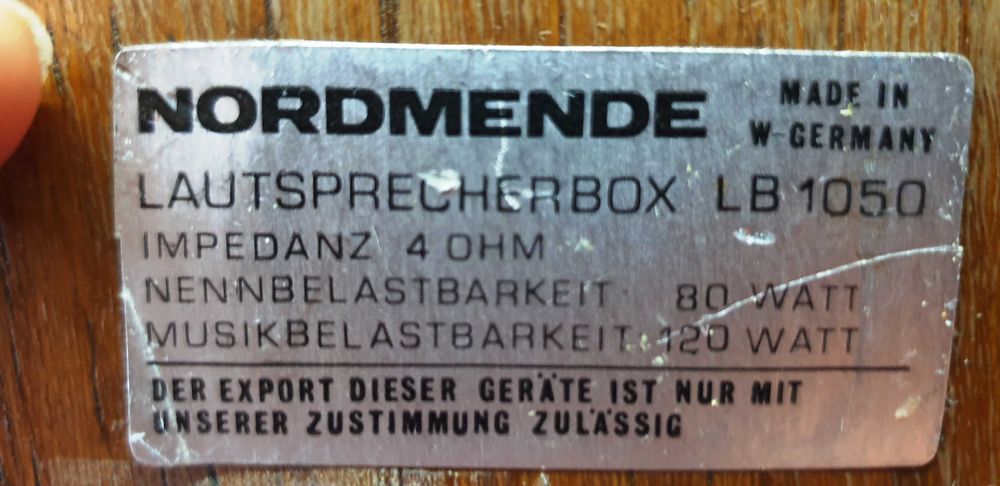 NORDMENDE
MADE IN
W-GERMANY
LAUTSPRECHERBOX LB 1050
IMPEDANZ 4 OHM
NENNBELASTBARKEIT 80 WATT
MUSIKBELASTBARKEIT 120 WATT
DER EXPORT DIESER GERÄTE IST NUR MIT
UNSERER ZUSTIMMUNG ZULÄSSIG